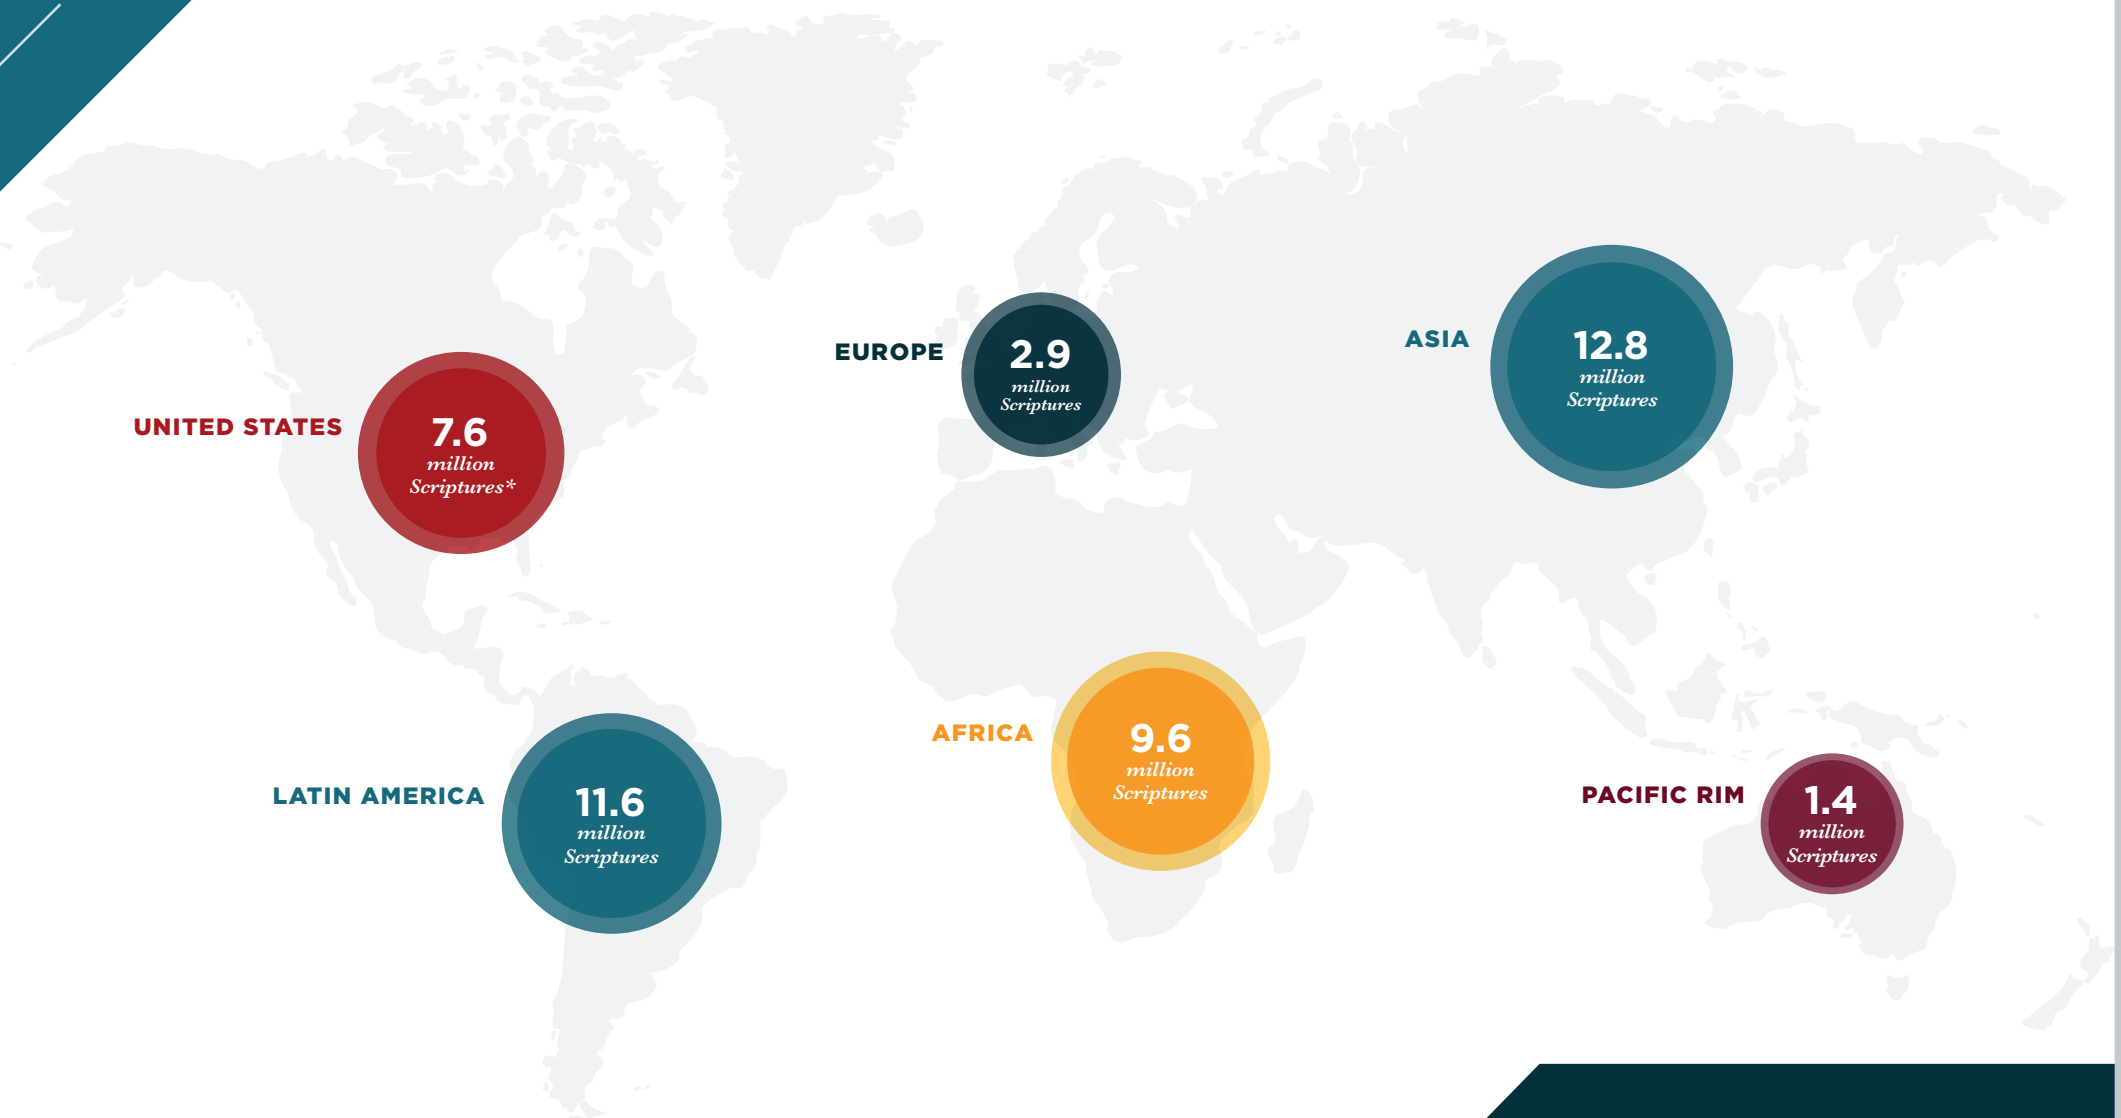 EUROPE
2.9
million
Scriptures
ASIA
12.8
million
Scriptures
UNITED STATES
7.6
million
Scriptures*
AFRICA
9.6
million
Scriptures
LATIN AMERICA
11.6
million
Scriptures
PACIFIC RIM
1.4
million
Scriptures